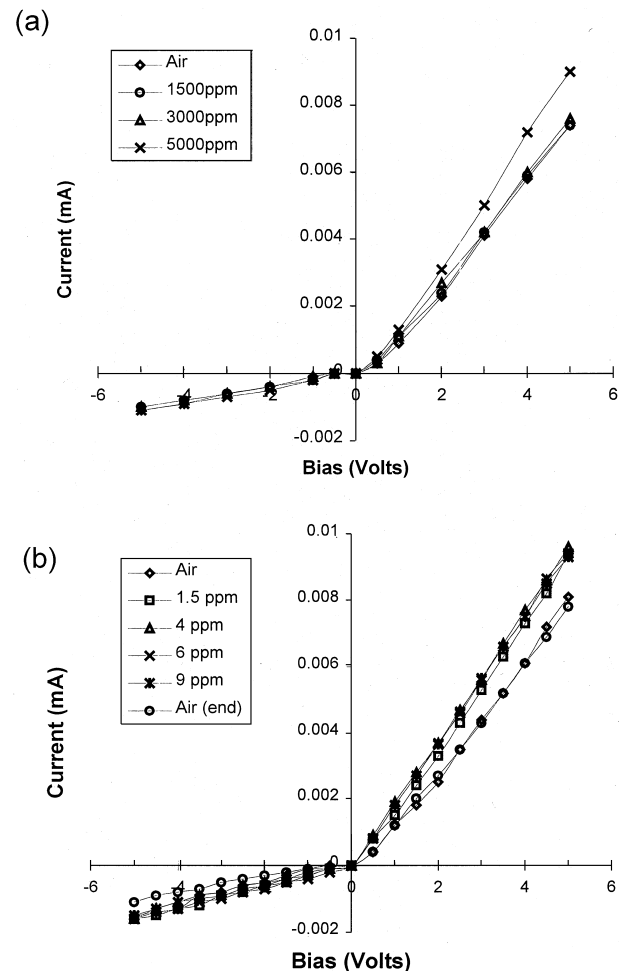 (a)
Air
1500ppm
3000ppm
5000ppm
0.01
0.008
0.006
0.004
0.002
0
-0.002
-6 -4 -2 0 2 4 6
Current (mA)
Bias (Volts)
(b)
Air
1.5 ppm
4 ppm
6 ppm
9 ppm
Air (end)
0.01
0.008
0.006
0.004
0.002
0
-0.002
-6 -4 -2 0 2 4 6
Current (mA)
Bias (Volts)